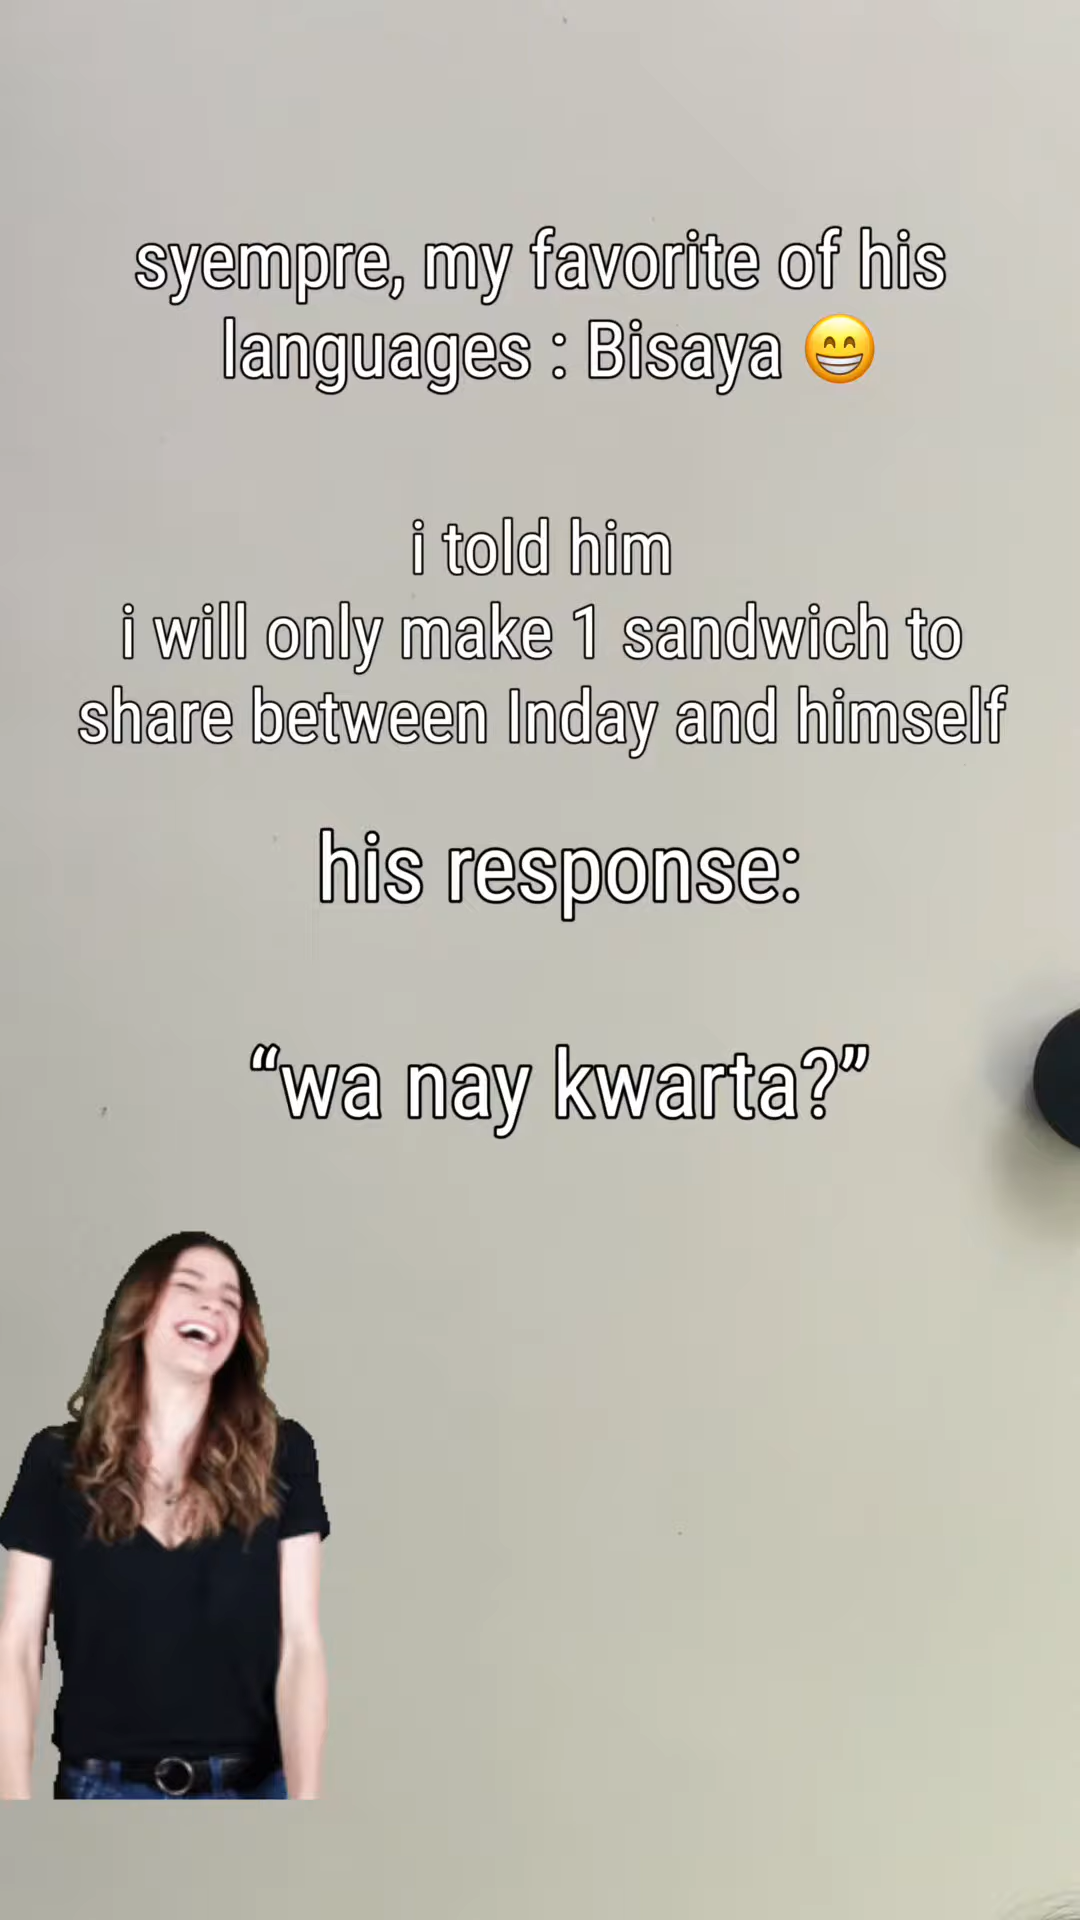 syempre, my favorite of his
languages : Bisaya 😁
i told him
i will only make 1 sandwich to
share between Inday and himself
his response:
“wa nay kwarta?”